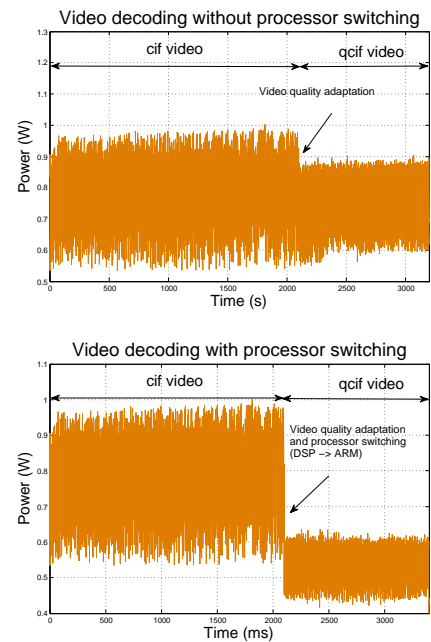 Video decoding without processor switching
1.3
cif video
qcif video
1.2
1.1
Video quality adaptation
1
0.9
0.8
0.7
0.6
0.5
Power (W)
0 500 1000 1500 2000 2500 3000
Time (s)
Video decoding with processor switching
1.1
cif video
qcif video
1
Video quality adaptation
and processor switching
(DSP −> ARM)
0.9
0.8
0.7
0.6
0.5
0.4
Power (W)
0 500 1000 1500 2000 2500 3000
Time (ms)